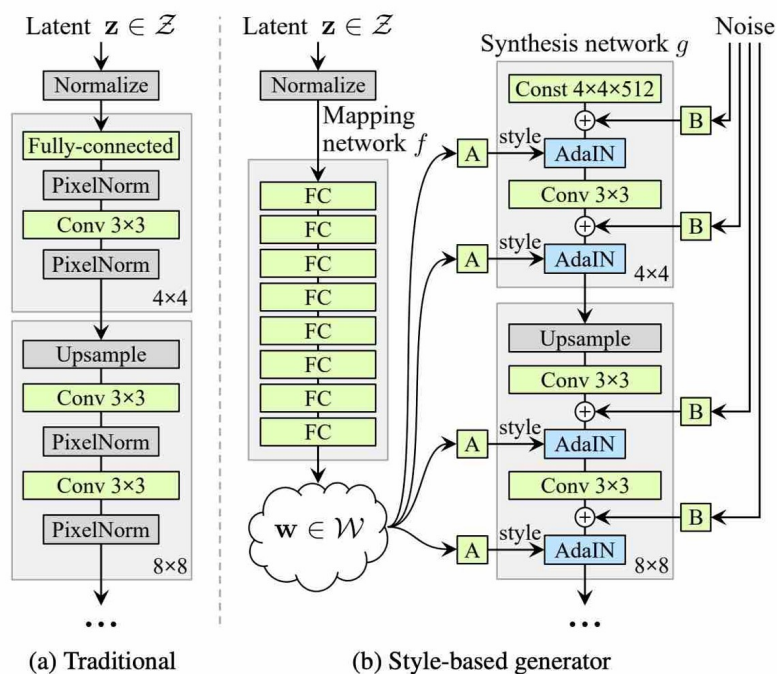 Latent z ∈ 𝒵
Normalize
Fully-connected
PixelNorm
Conv 3×3
PixelNorm
4×4
Upsample
Conv 3×3
PixelNorm
Conv 3×3
PixelNorm
8×8
...
(a) Traditional
Latent z ∈ 𝒵
Normalize
Mapping
network f
FC
FC
FC
FC
FC
FC
FC
FC
w ∈ 𝒲
A
style
A
style
A
style
A
style
Synthesis network g
Const 4×4×512
AdaIN
Conv 3×3
AdaIN
4×4
Upsample
Conv 3×3
AdaIN
Conv 3×3
AdaIN
8×8
...
Noise
B
B
B
B
(b) Style-based generator